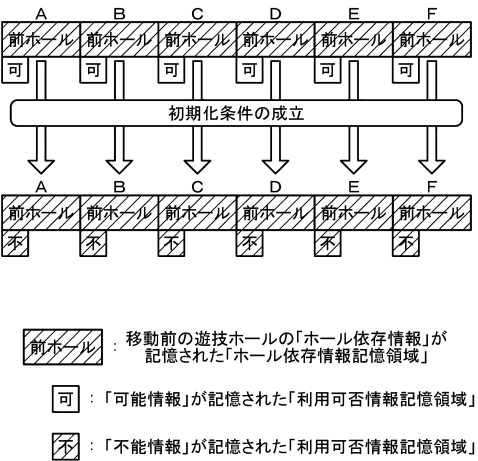 A B C D E F
前ホール 前ホール 前ホール 前ホール 前ホール 前ホール
可 可 可 可 可 可
初期化条件の成立
A B C D E F
前ホール 前ホール 前ホール 前ホール 前ホール 前ホール
不 不 不 不 不 不
前ホール : 移動前の遊技ホールの「ホール依存情報」が
記憶された「ホール依存情報記憶領域」
可 : 「可能情報」が記憶された「利用可否情報記憶領域」
不 : 「不能情報」が記憶された「利用可否情報記憶領域」